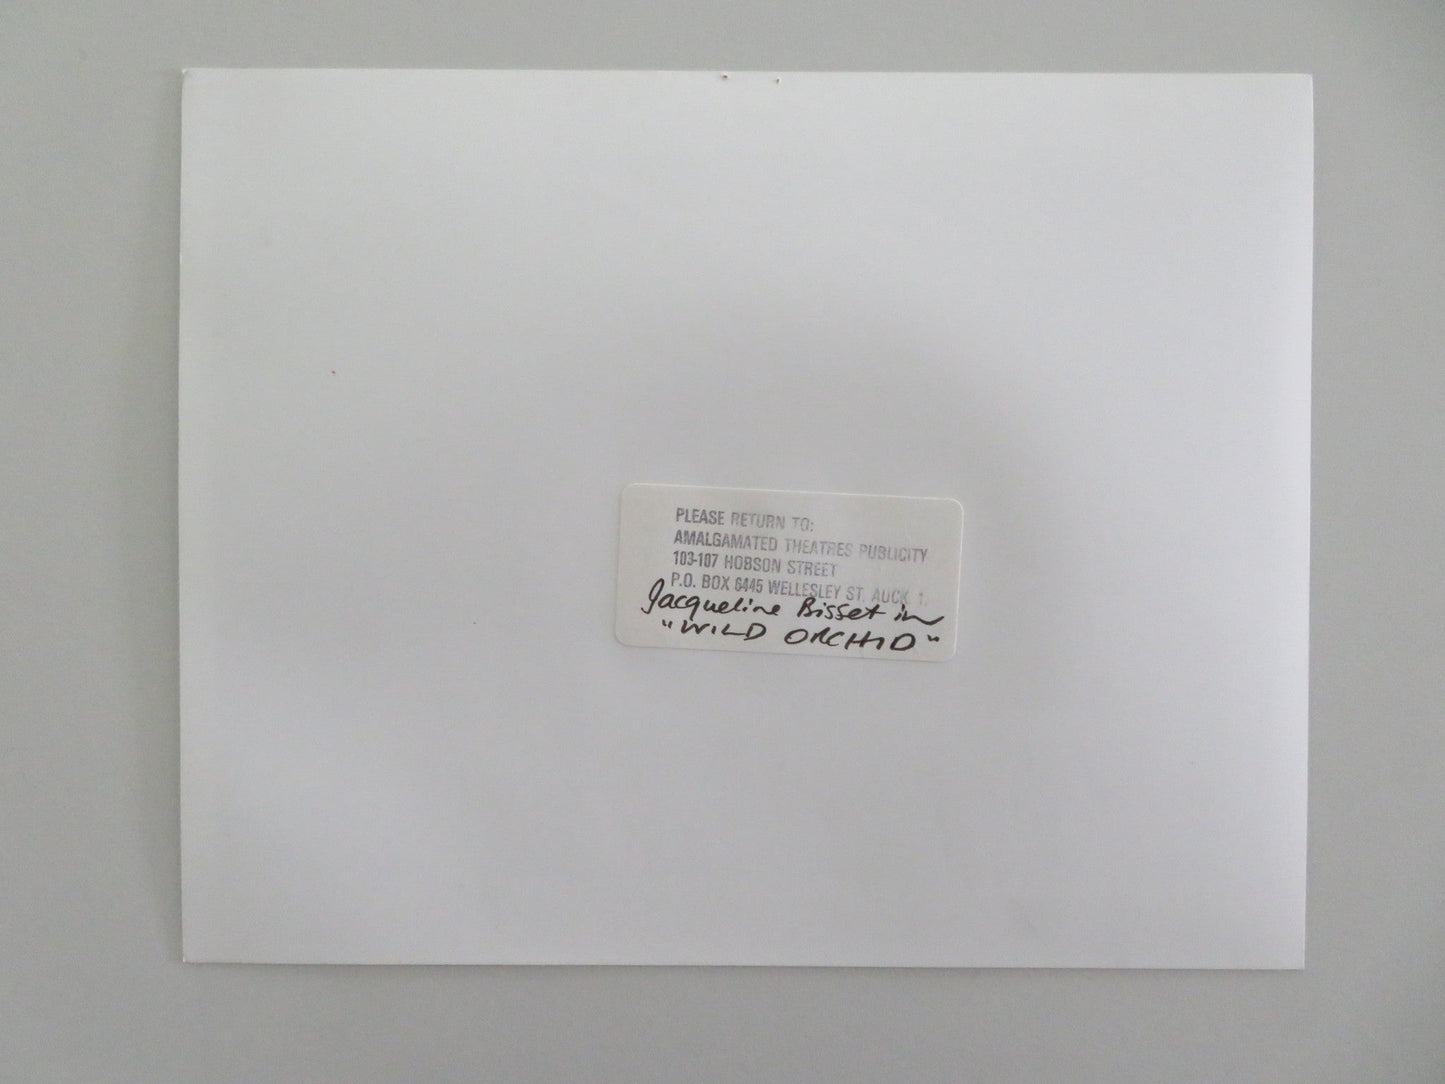 PLEASE RETURN TO:
AMALGAMATED THEATRES PUBLICITY
103-107 HOBSON STREET
P.O. BOX 6445 WELLESLEY ST. AUCK 1.
Jacqueline Bisset in
"WILD ORCHID"